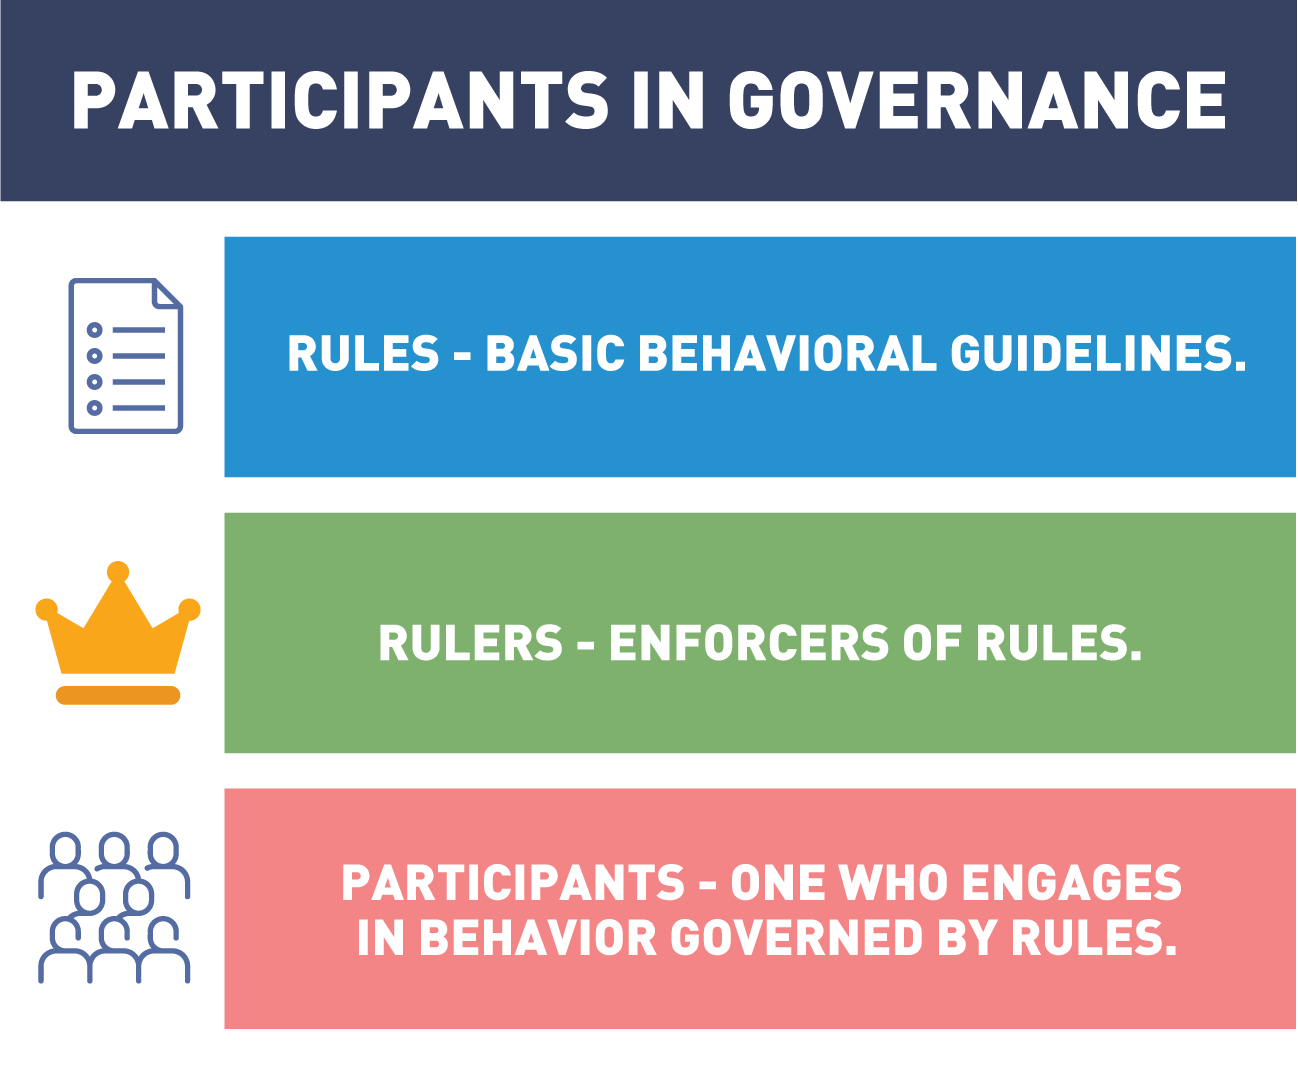 PARTICIPANTS IN GOVERNANCE
RULES - BASIC BEHAVIORAL GUIDELINES.
RULERS - ENFORCERS OF RULES.
PARTICIPANTS - ONE WHO ENGAGES
IN BEHAVIOR GOVERNED BY RULES.